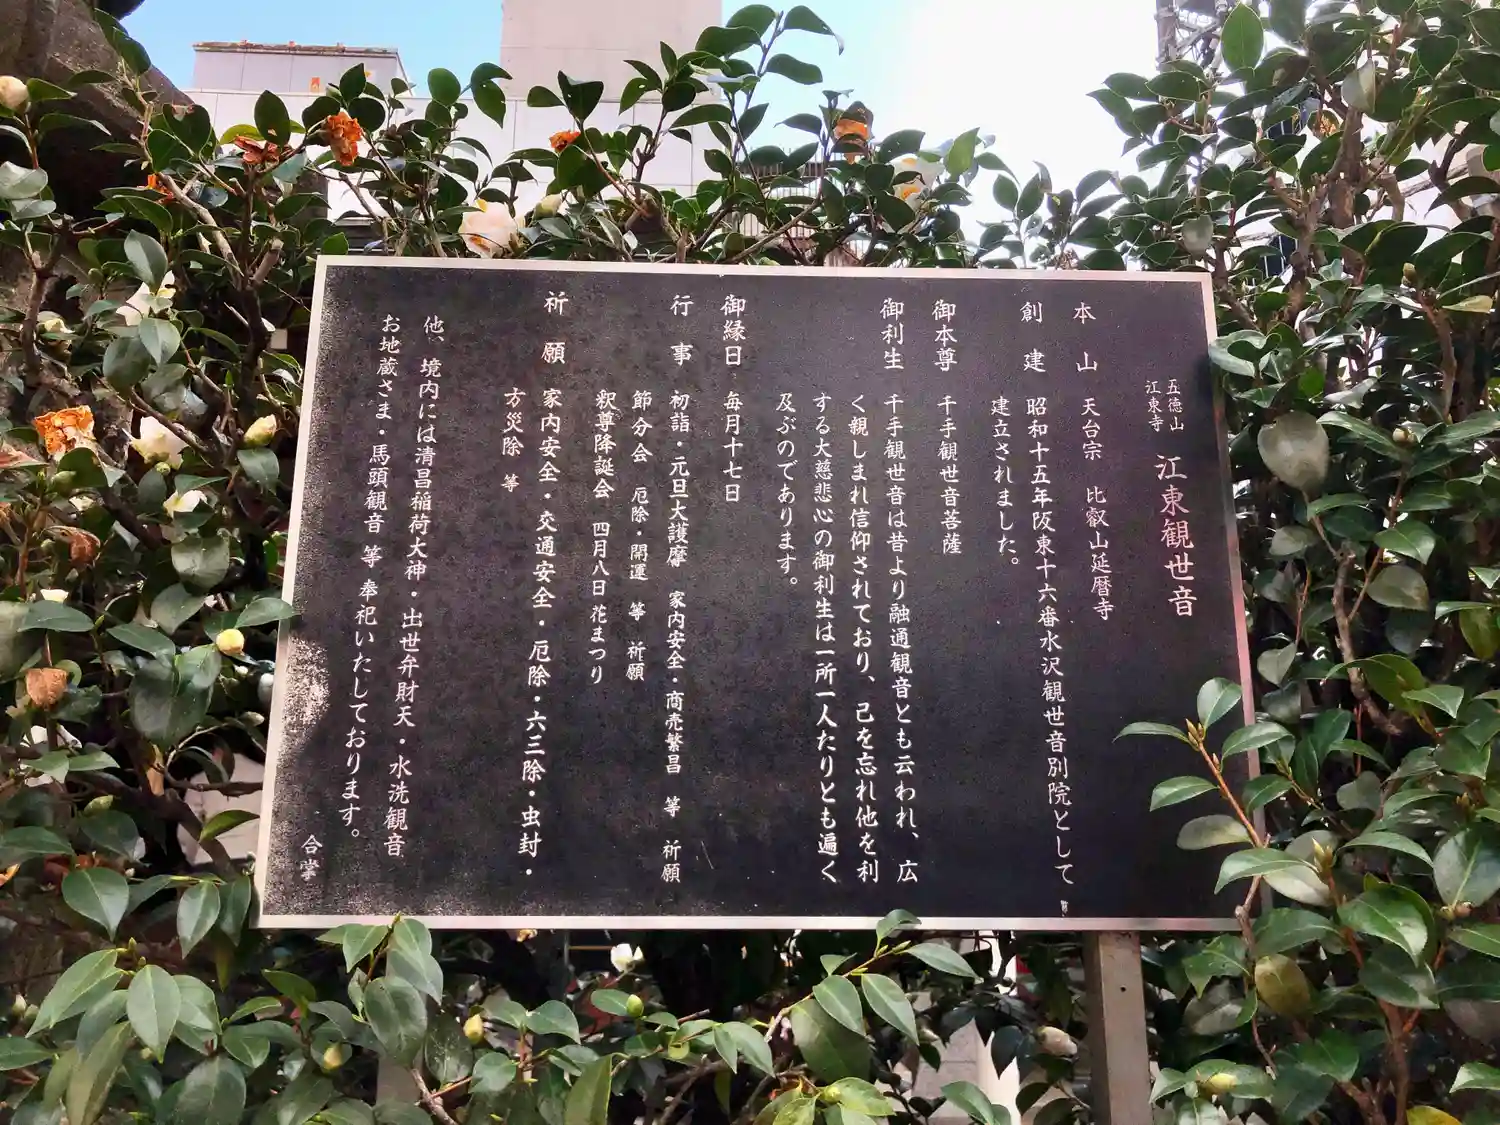 五徳山
江東寺
江東観世音
本山 天台宗 比叡山延暦寺
創建 昭和十五年阪東十六番水沢観世音別院として
建立されました。
御本尊 千手観世音菩薩
御利生 千手観世音は昔より融通観音とも云われ、広
く親しまれ信仰されており、己を忘れ他を利
する大慈悲心の御利生は一所一人たりとも遍く
及ぶのであります。
御縁日 毎月十七日
行事 初詣・元旦大護摩 家内安全・商売繁昌 等 祈願
節分会 厄除・開運 等 祈願
釈尊降誕会 四月八日 花まつり
祈願 家内安全・交通安全・厄除・六三除・虫封・
方災除 等
他、境内には清昌稲荷大神・出世弁財天・水洗観音
お地蔵さま・馬頭観音 等 奉祀いたしております。
合掌